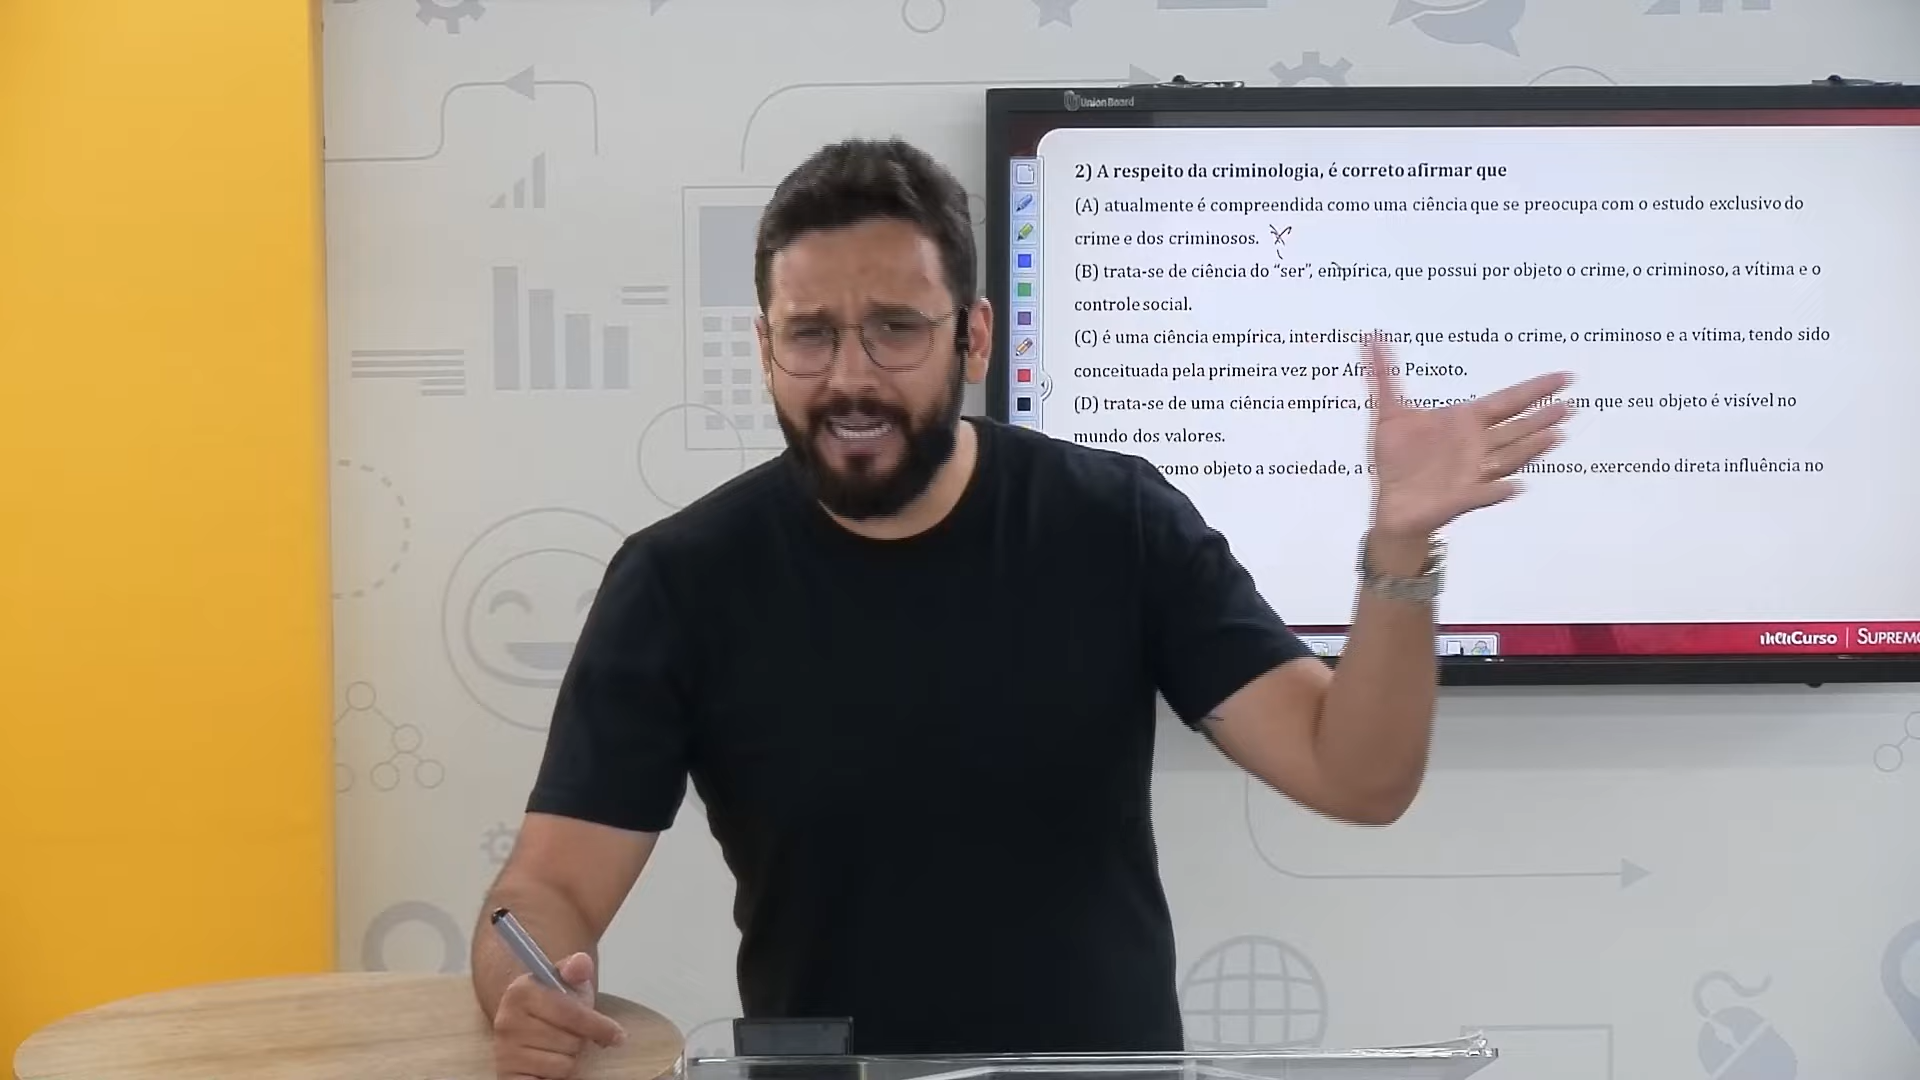 Union Board
2) A respeito da criminologia, é correto afirmar que
(A) atualmente é compreendida como uma ciência que se preocupa com o estudo exclusivo do
crime e dos criminosos.
(B) trata-se de ciência do “ser”, empírica, que possui por objeto o crime, o criminoso, a vítima e o
controle social.
(C) é uma ciência empírica, interdisciplinar, que estuda o crime, o criminoso e a vítima, tendo sido
conceituada pela primeira vez por Peixoto.
(D) trata-se de uma ciência empírica, em que seu objeto é visível no
mundo dos valores.
como objeto a sociedade, a exercendo direta influência no
Curso | SUPREMO